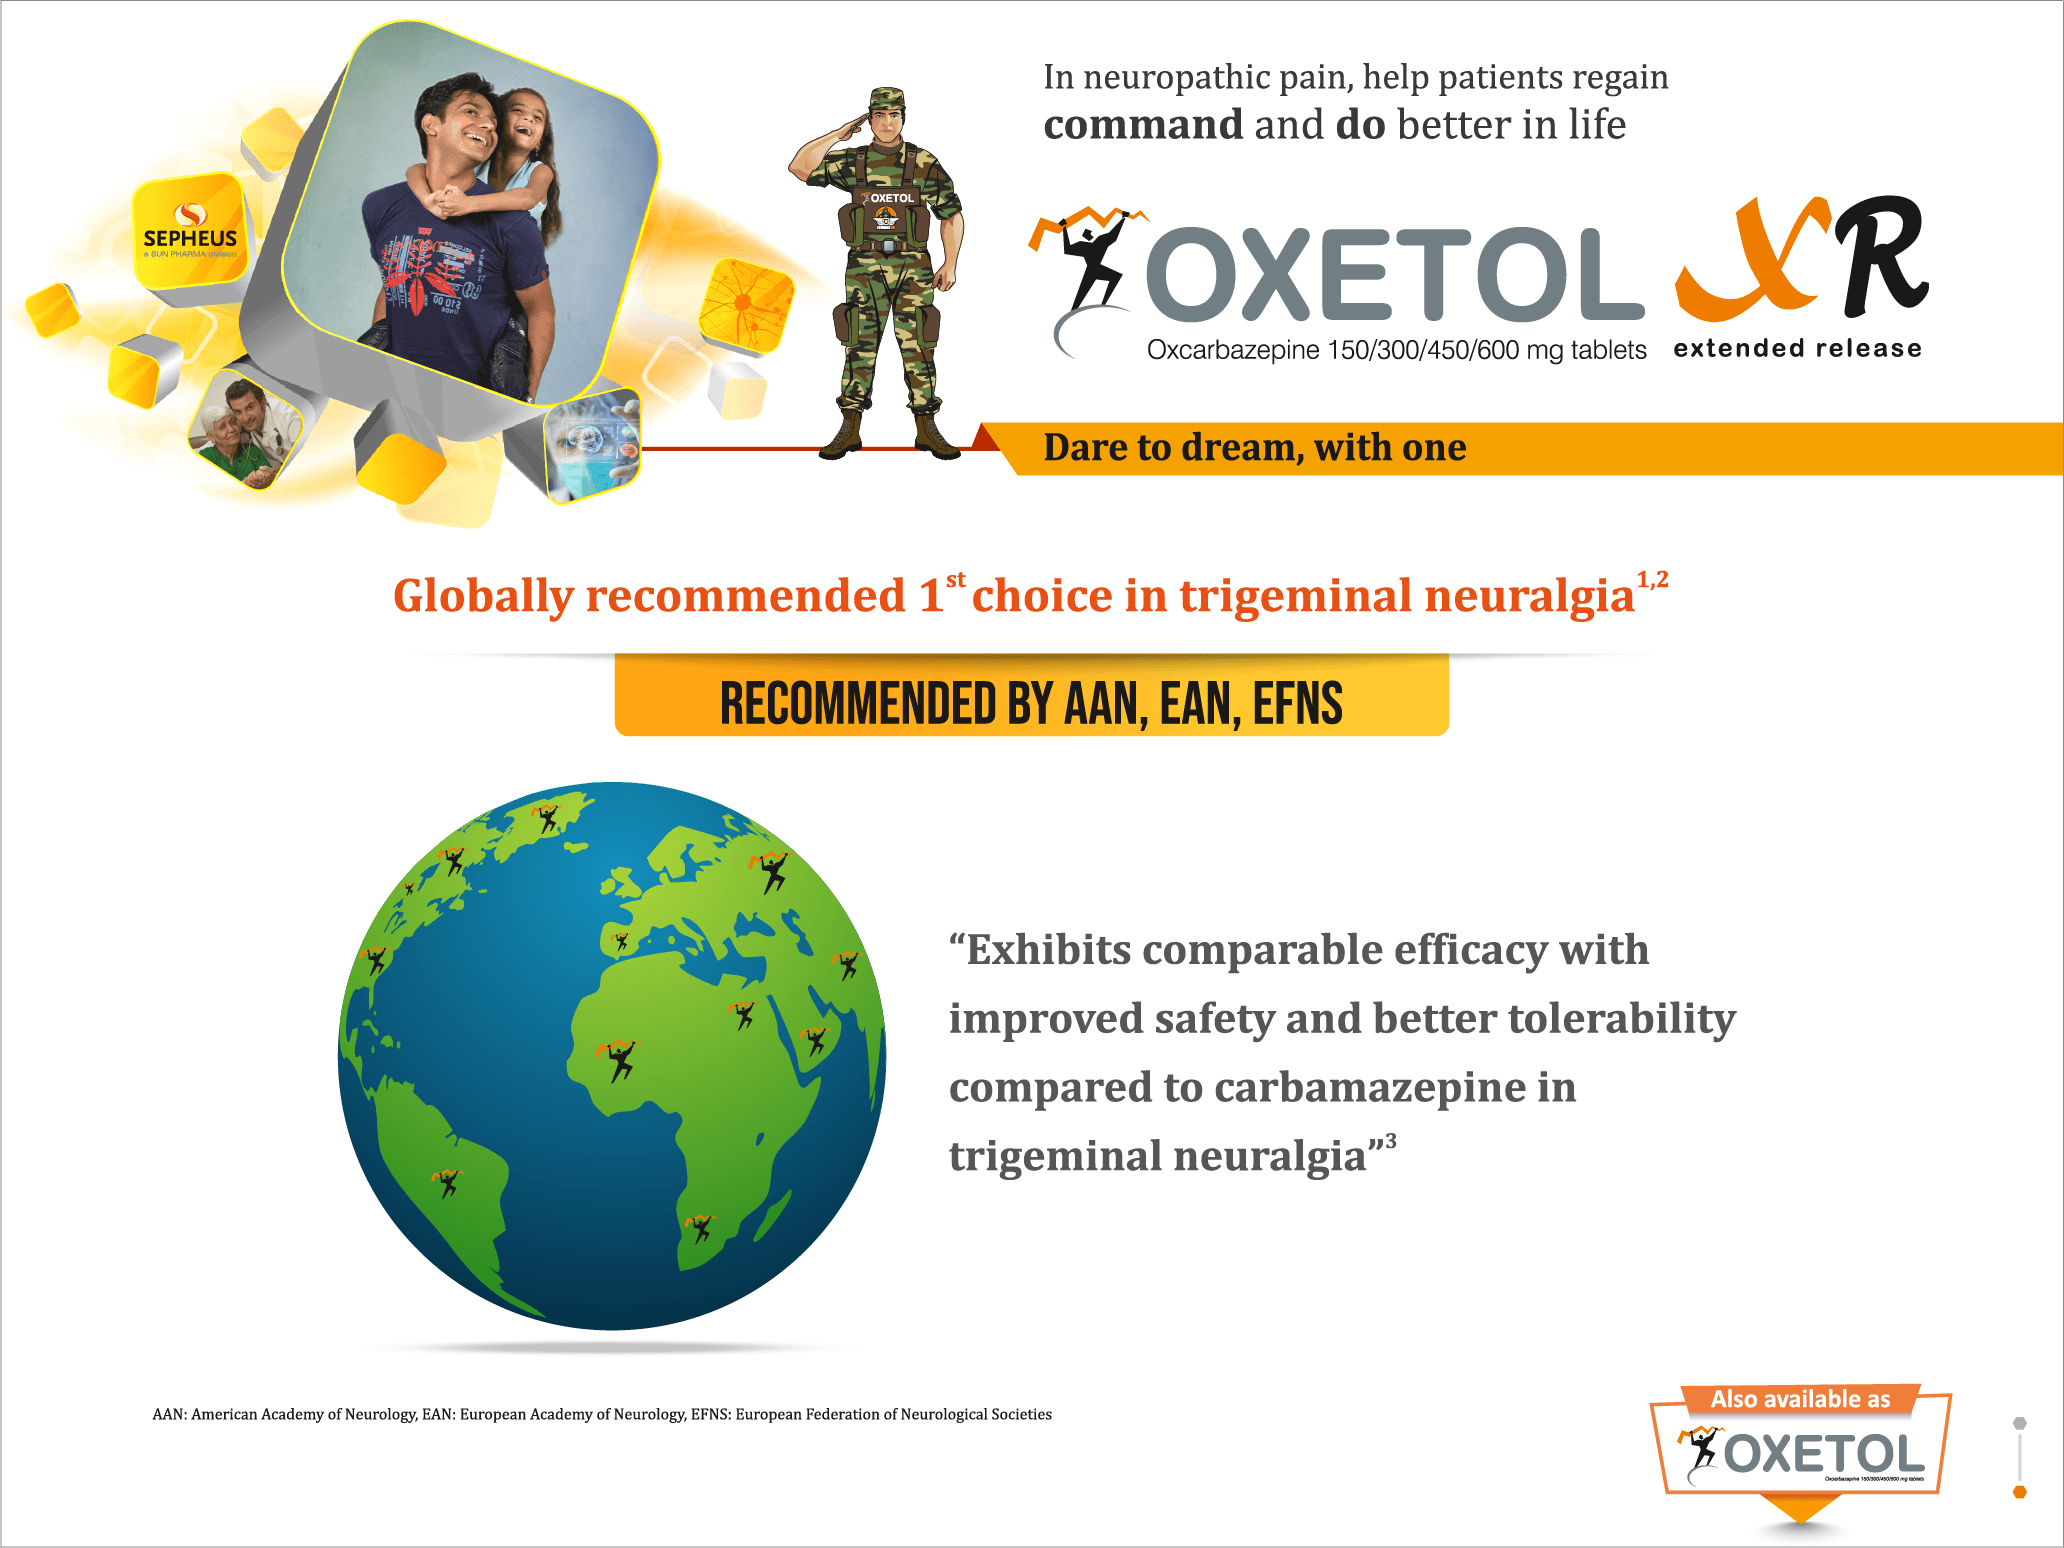 In neuropathic pain, help patients regain
command and do better in life
SEPHEUS
a SUN PHARMA division
OXETOL
OXETOL XR
Oxcarbazepine 150/300/450/600 mg tablets
extended release
Dare to dream, with one
Globally recommended 1st choice in trigeminal neuralgia1,2
RECOMMENDED BY AAN, EAN, EFNS
“Exhibits comparable efficacy with
improved safety and better tolerability
compared to carbamazepine in
trigeminal neuralgia”3
AAN: American Academy of Neurology, EAN: European Academy of Neurology, EFNS: European Federation of Neurological Societies
Also available as
OXETOL
Oxcarbazepine 150/300/450/600 mg tablets